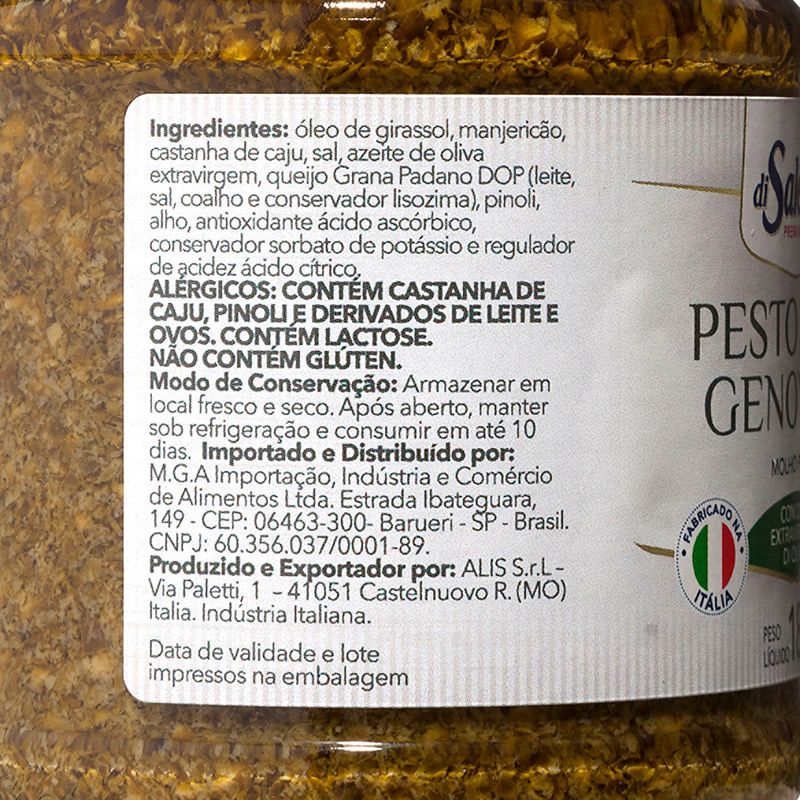 Ingredientes: óleo de girassol, manjericão,
castanha de caju, sal, azeite de oliva
extravirgem, queijo Grana Padano DOP (leite,
sal, coalho e conservador lisozima), pinoli,
alho, antioxidante ácido ascórbico,
conservador sorbato de potássio e regulador
de acidez ácido cítrico.
ALÉRGICOS: CONTÉM CASTANHA DE
CAJU, PINOLI E DERIVADOS DE LEITE E
OVOS. CONTÉM LACTOSE.
NÃO CONTÉM GLÚTEN.
Modo de Conservação: Armazenar em
local fresco e seco. Após aberto, manter
sob refrigeração e consumir em até 10
dias. Importado e Distribuído por:
M.G.A Importação, Indústria e Comércio
de Alimentos Ltda. Estrada Ibateguara,
149 - CEP: 06463-300- Barueri - SP - Brasil.
CNPJ: 60.356.037/0001-89.
Produzido e Exportador por: ALIS S.r.L -
Via Paletti, 1 - 41051 Castelnuovo R. (MO)
Italia. Indústria Italiana.
Data de validade e lote
impressos na embalagem
di
PESTO
GENO
MOLHO
FABRICADO NA
ITÁLIA
PESO
LÍQUIDO